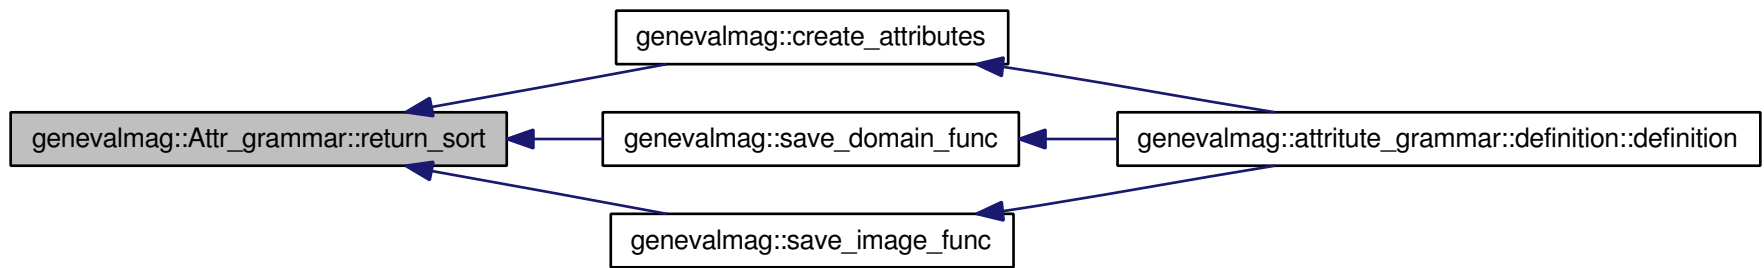 genevalmag::create_attributes
genevalmag::Attr_grammar::return_sort
genevalmag::save_domain_func
genevalmag::attritute_grammar::definition::definition
genevalmag::save_image_func